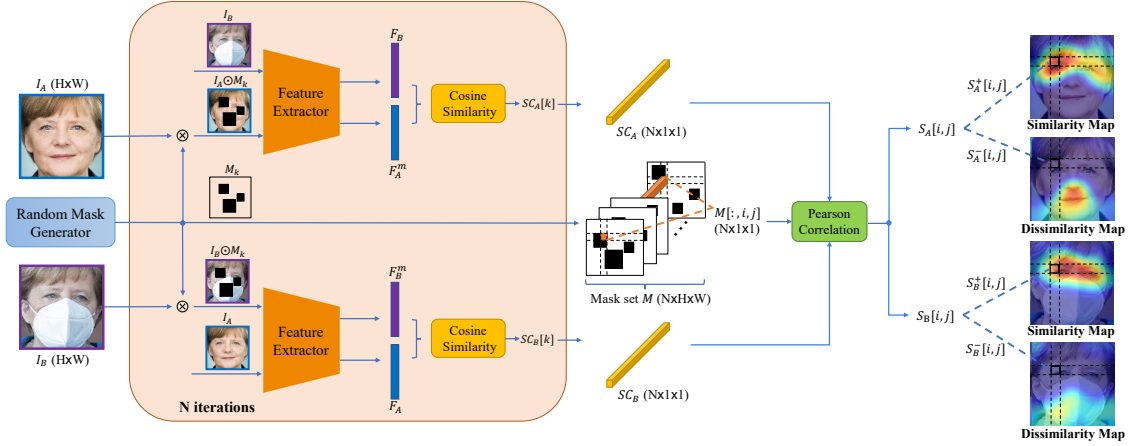 I_A (HxW)
Random Mask
Generator
I_B (HxW)
I_B
I_A⊙M_k
M_k
I_B⊙M_k
I_A
N iterations
Feature
Extractor
Feature
Extractor
F_B
F_A^m
F_B^m
F_A
Cosine
Similarity
SC_A[k]
Cosine
Similarity
SC_B[k]
SC_A (Nx1x1)
M[:, i, j]
(Nx1x1)
Mask set M (NxHxW)
SC_B (Nx1x1)
Pearson
Correlation
S_A[i, j]
S_A^+[i, j]
S_A^-[i, j]
Similarity Map
Dissimilarity Map
S_B[i, j]
S_B^+[i, j]
S_B^-[i, j]
Similarity Map
Dissimilarity Map